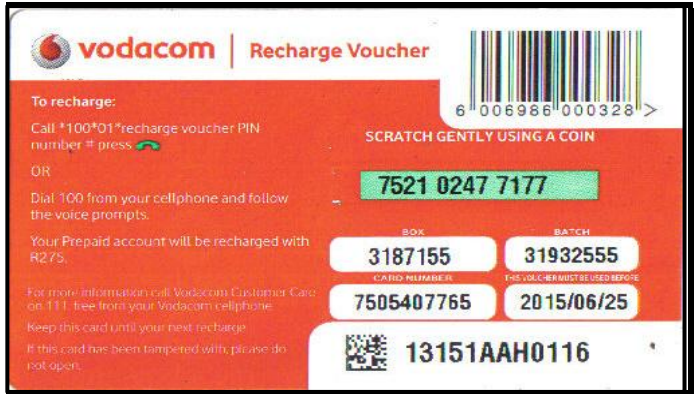 vodacom | Recharge Voucher
6 006986 000328 >
To recharge:
Call *100*01*recharge voucher PIN
number # press
OR
Dial 100 from your cellphone and follow
the voice prompts.
Your Prepaid account will be recharged with
R275.
For more information call Vodacom Customer Care
on 111, free from your Vodacom cellphone.
Keep this card until your next recharge
If this card has been tampered with, please do
not open.
SCRATCH GENTLY USING A COIN
7521 0247 7177
BOX
3187155
BATCH
31932555
CARD NUMBER
7505407765
THIS VOUCHER MUST BE USED BEFORE
2015/06/25
13151AAH0116